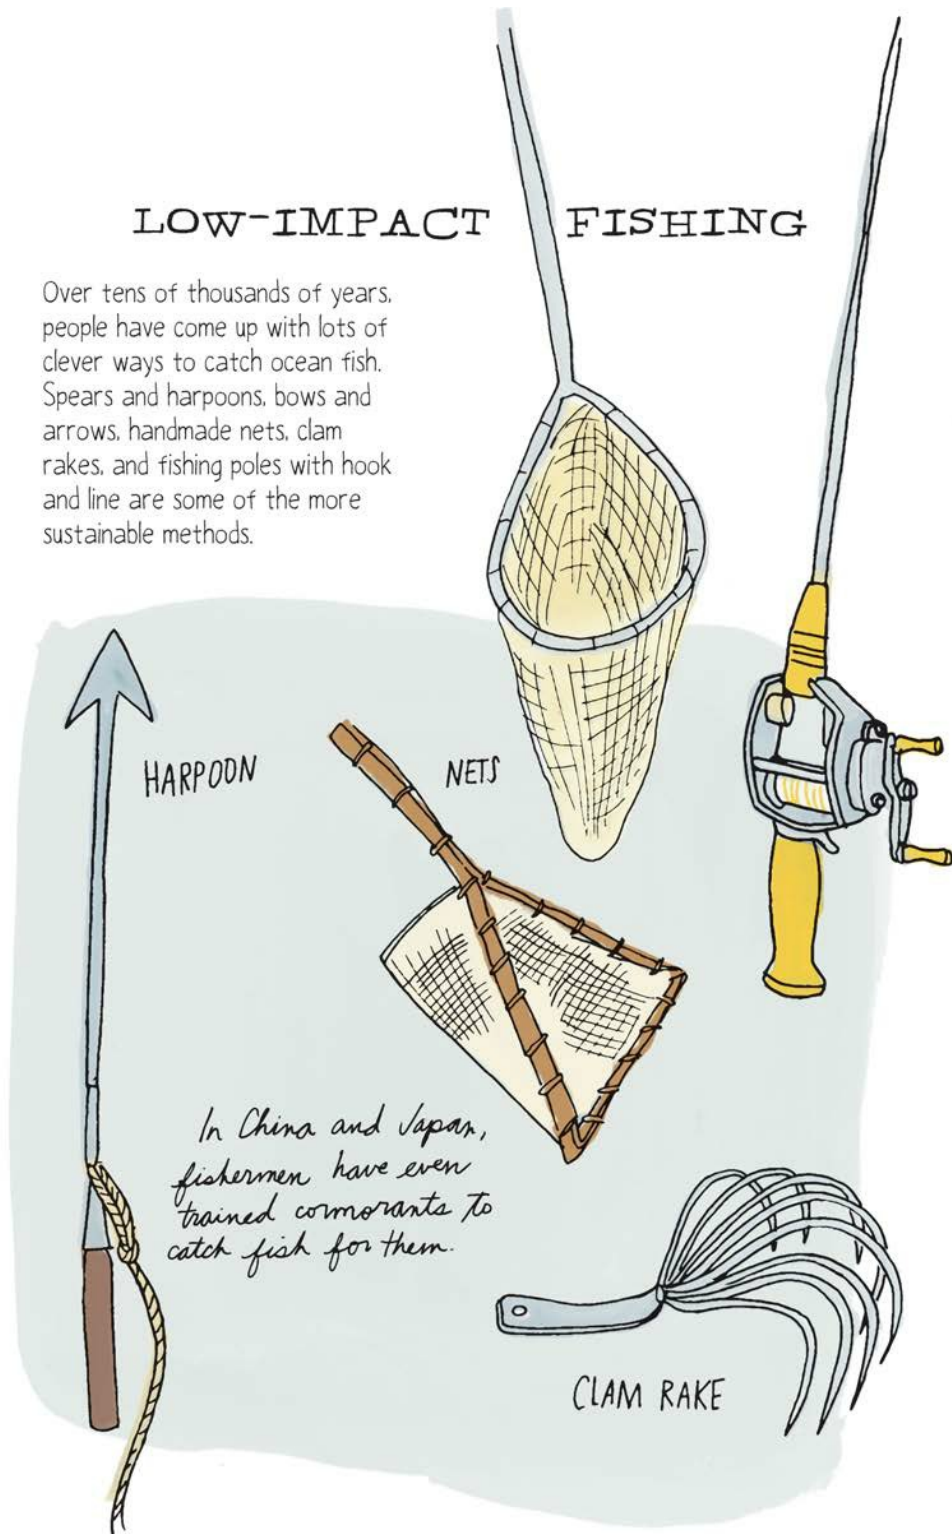 LOW-IMPACT FISHING
Over tens of thousands of years,
people have come up with lots of
clever ways to catch ocean fish.
Spears and harpoons, bows and
arrows, handmade nets, clam
rakes, and fishing poles with hook
and line are some of the more
sustainable methods.
HARPOON
NETS
In China and Japan,
fishermen have even
trained cormorants to
catch fish for them.
CLAM RAKE